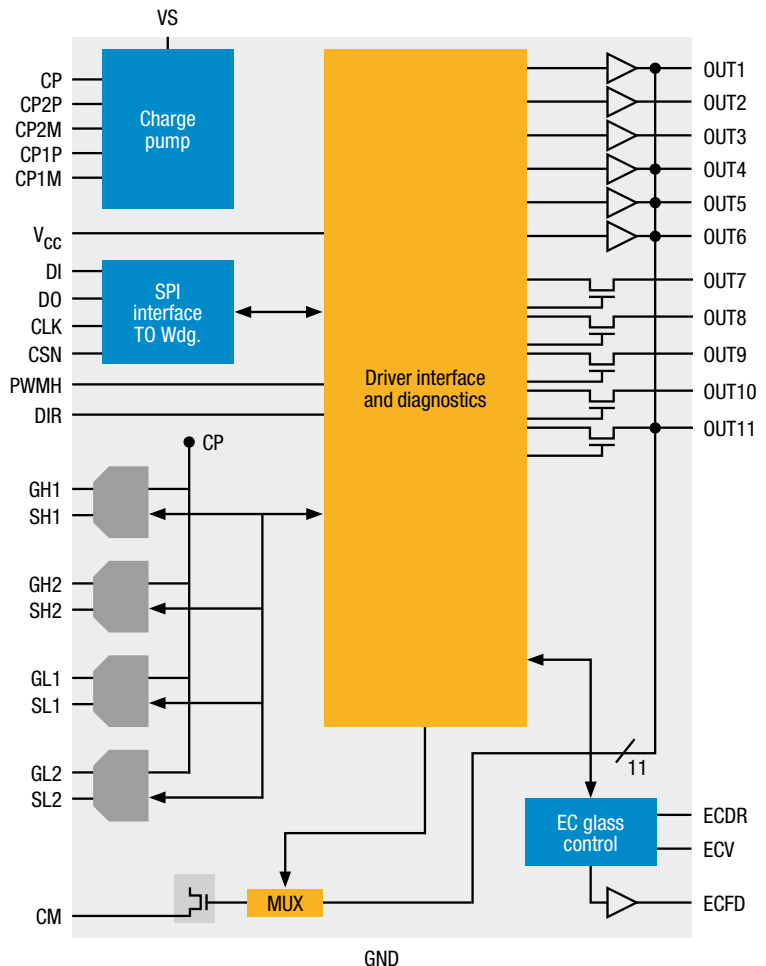 VS
CP
CP2P
CP2M
CP1P
CP1M
Charge
pump
VCC
DI
DO
CLK
CSN
SPI
interface
TO Wdg.
PWMH
DIR
CP
GH1
SH1
GH2
SH2
GL1
SL1
GL2
SL2
CM
MUX
Driver interface
and diagnostics
OUT1
OUT2
OUT3
OUT4
OUT5
OUT6
OUT7
OUT8
OUT9
OUT10
OUT11
11
EC glass
control
ECDR
ECV
ECFD
GND